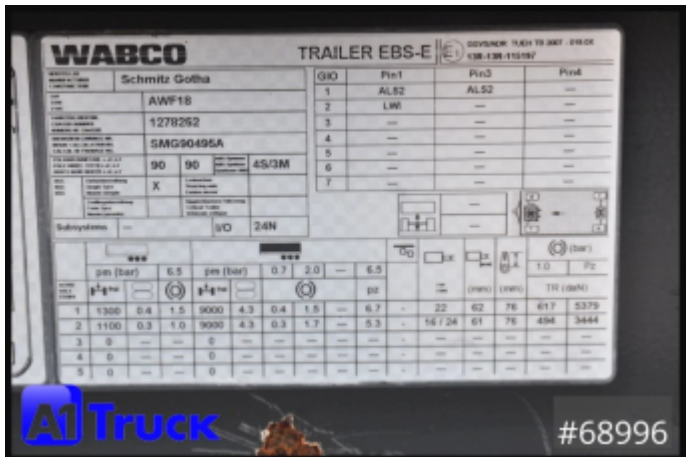 WABCO TRAILER EBS-E E1
Schmitz Gotha
AWF18
1278262
SMG90495A
90 90 4S/3M
X
Subsystems — I/O 24N
GIO Pin1 Pin3 Pin4
1 ALS2 ALS2 —
2 LWI — —
3 — — —
4 — — —
5 — — —
6 — — —
7 — — —
—
—
(bar)
pm (bar) 6.5 pm (bar) 0.7 2.0 — 6.5 1.0 Pz
pz (mm) (mm) TR (daN)
1 1300 0.4 1.5 9000 4.3 0.4 1.5 — 6.7 - 22 62 76 617 5379
2 1100 0.3 1.0 9000 4.3 0.3 1.7 — 5.3 - 16 / 24 61 76 494 3444
3 0 — — 0 — — — — — - — — — — —
4 0 — — 0 — — — — — - — — — — —
5 0 — — 0 — — — — — - — — — — —
A1 Truck
#68996